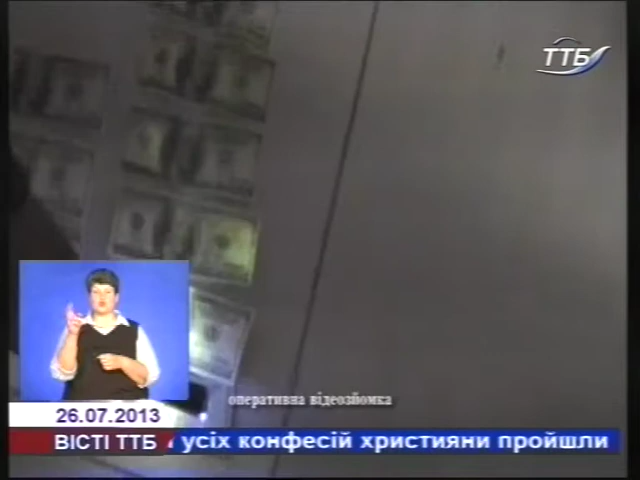 ТТБ
оперативна відеозйомка
26.07.2013
ВІСТІ ТТБ
усіх конфесій християни пройшли